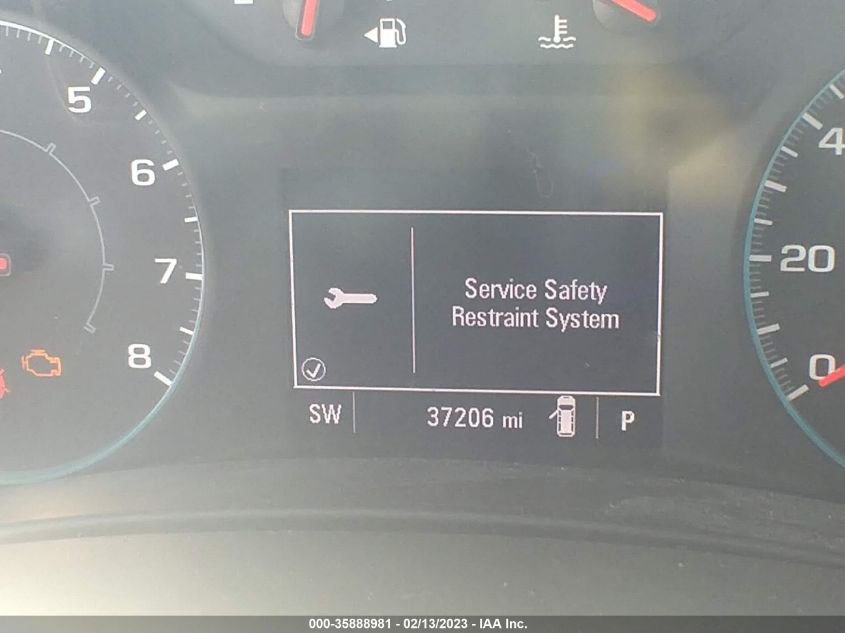 5
6
7
8
Service Safety
Restraint System
SW
37206 mi
P
4
20
0
000-35888981 - 02/13/2023 - IAA Inc.